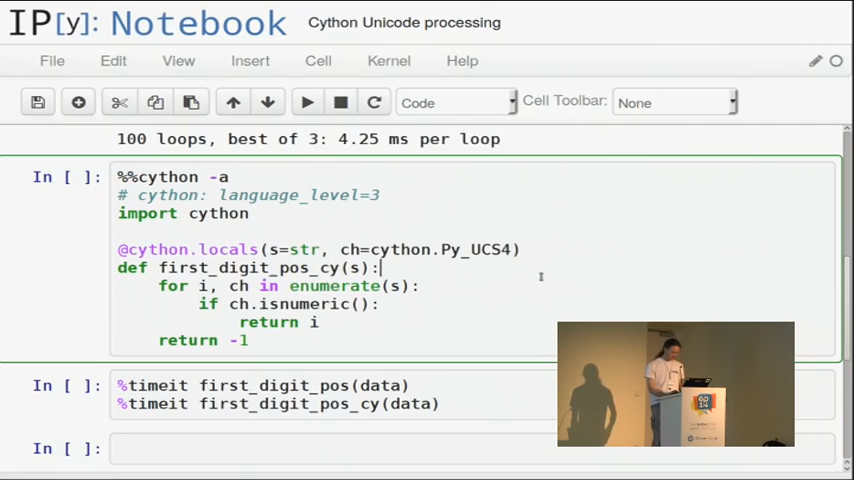 IP[y]: Notebook Cython Unicode processing
File Edit View Insert Cell Kernel Help
Code Cell Toolbar: None
100 loops, best of 3: 4.25 ms per loop
In [ ]: %%cython -a
# cython: language_level=3
import cython
@cython.locals(s=str, ch=cython.Py_UCS4)
def first_digit_pos_cy(s):
for i, ch in enumerate(s):
if ch.isnumeric():
return i
return -1
In [ ]: %timeit first_digit_pos(data)
%timeit first_digit_pos_cy(data)
In [ ]: